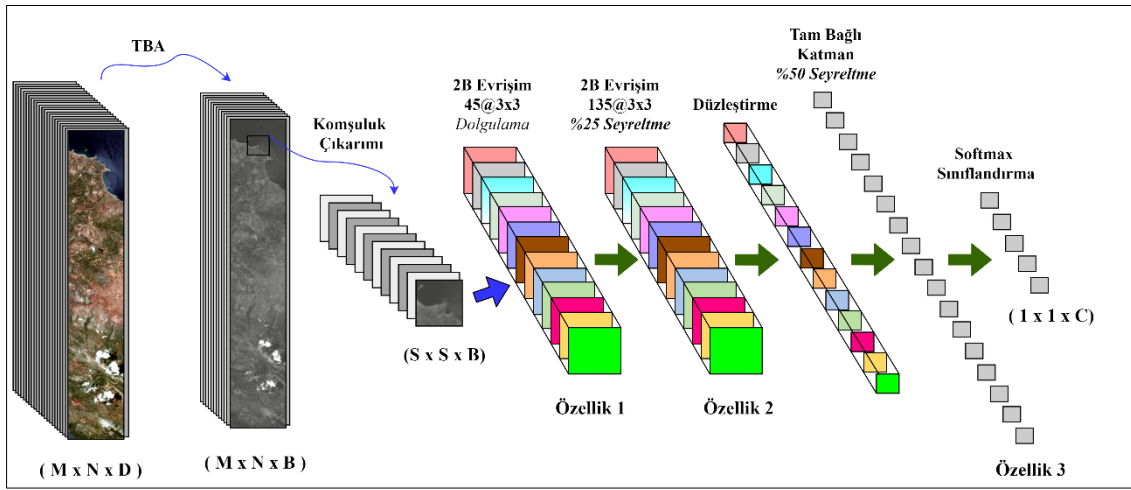 TBA
( M x N x D )
( M x N x B )
Komşuluk
Çıkarımı
(S x S x B)
2B Evrişim
45@3x3
Dolgulama
Özellik 1
2B Evrişim
135@3x3
%25 Seyreltme
Özellik 2
Düzleştirme
Tam Bağlı
Katman
%50 Seyreltme
Özellik 3
Softmax
Sınıflandırma
( 1 x 1 x C )